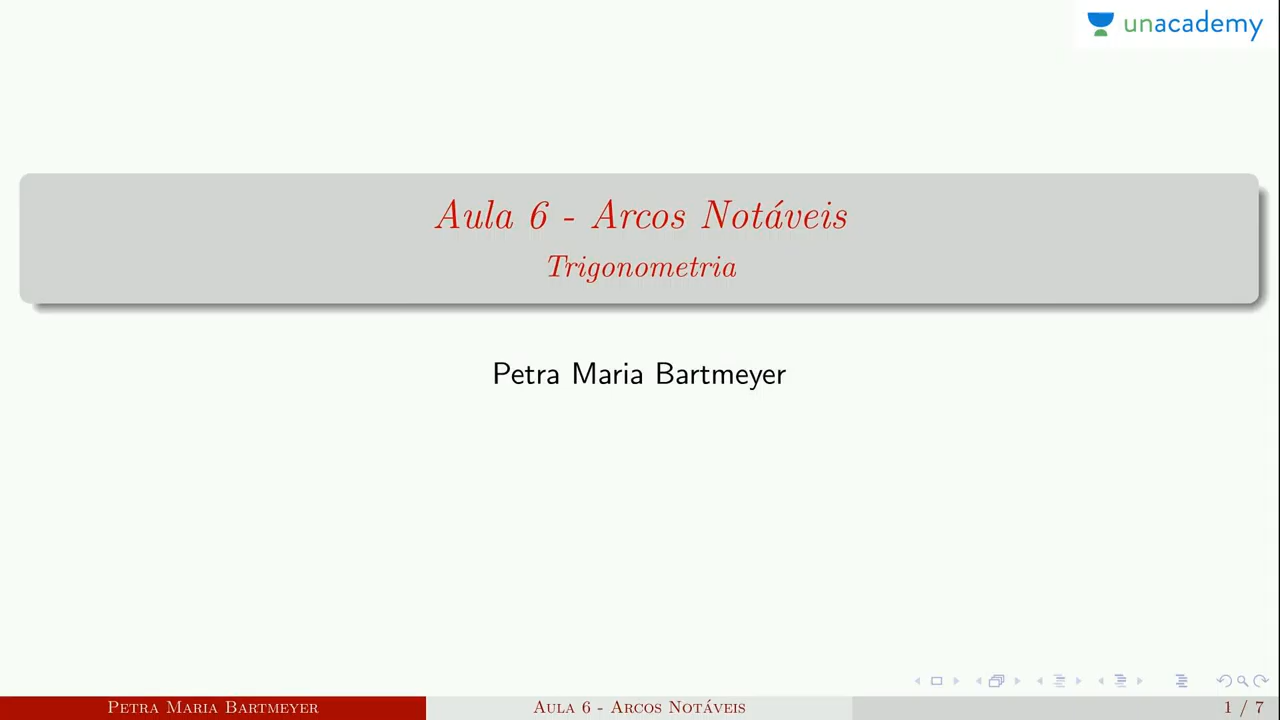 unacademy
Aula 6 - Arcos Notáveis
Trigonometria
Petra Maria Bartmeyer
Petra Maria Bartmeyer
Aula 6 - Arcos Notáveis
1 / 7